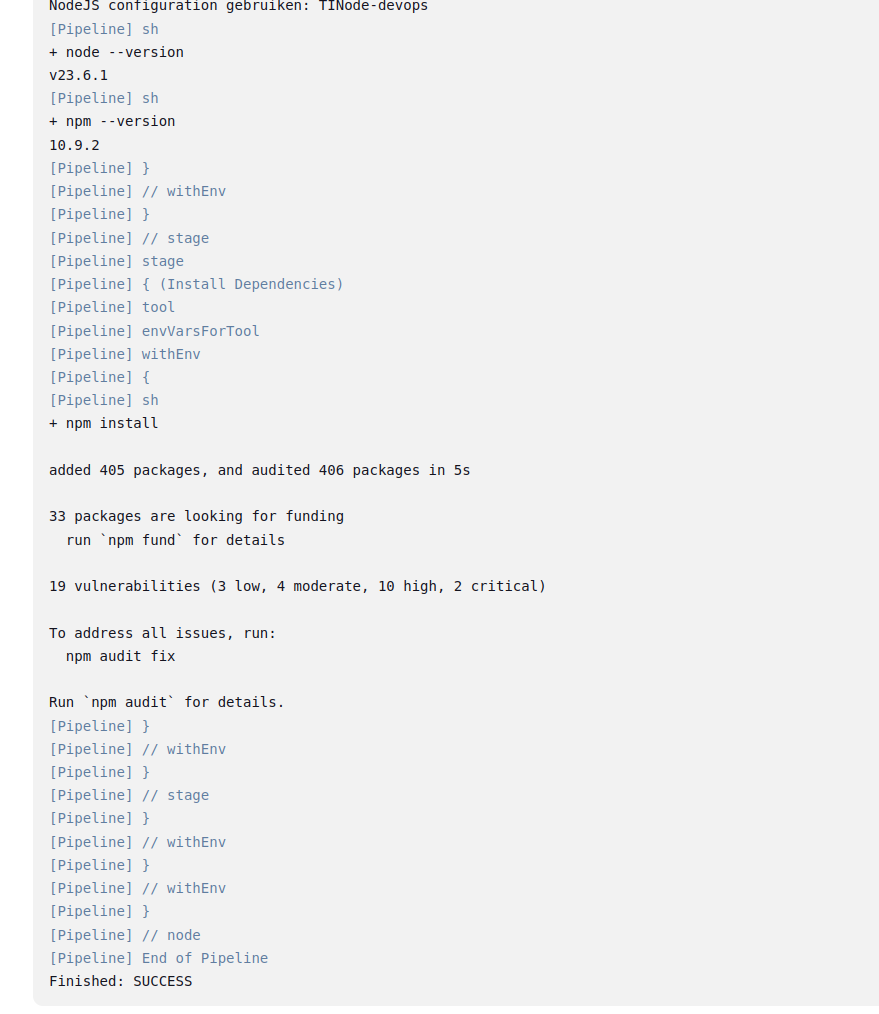 NodeJS configuration gebruiken: TINode-devops
[Pipeline] sh
+ node --version
v23.6.1
[Pipeline] sh
+ npm --version
10.9.2
[Pipeline] }
[Pipeline] // withEnv
[Pipeline] }
[Pipeline] // stage
[Pipeline] stage
[Pipeline] { (Install Dependencies)
[Pipeline] tool
[Pipeline] envVarsForTool
[Pipeline] withEnv
[Pipeline] {
[Pipeline] sh
+ npm install
added 405 packages, and audited 406 packages in 5s
33 packages are looking for funding
  run `npm fund` for details
19 vulnerabilities (3 low, 4 moderate, 10 high, 2 critical)
To address all issues, run:
  npm audit fix
Run `npm audit` for details.
[Pipeline] }
[Pipeline] // withEnv
[Pipeline] }
[Pipeline] // stage
[Pipeline] }
[Pipeline] // withEnv
[Pipeline] }
[Pipeline] // withEnv
[Pipeline] }
[Pipeline] // node
[Pipeline] End of Pipeline
Finished: SUCCESS